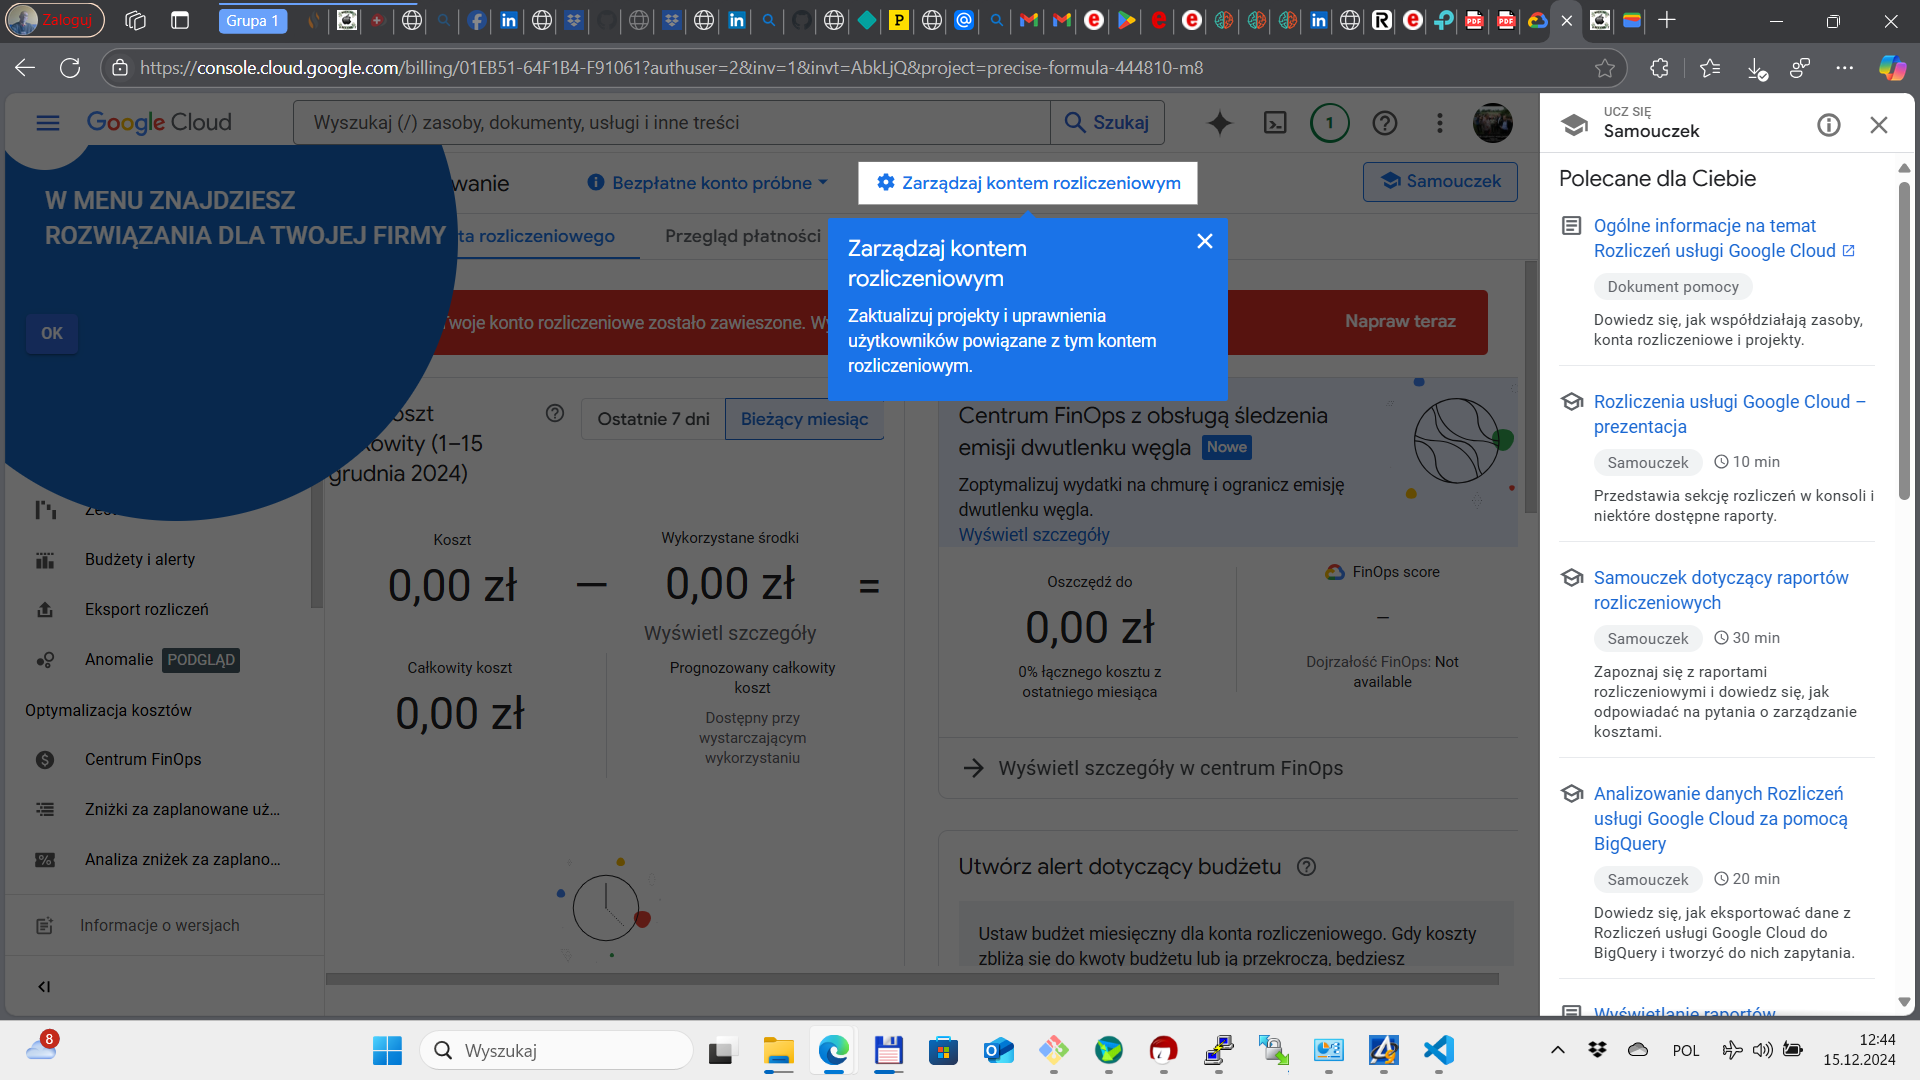 Zaloguj
Grupa 1
https://console.cloud.google.com/billing/01EB51-64F1B4-F91061?authuser=2&inv=1&invt=AbkLjQ&project=precise-formula-444810-m8
Google Cloud
Wyszukaj (/) zasoby, dokumenty, usługi i inne treści
Szukaj
1
W MENU ZNAJDZIESZ
ROZWIĄZANIA DLA TWOJEJ FIRMY
OK
wanie
Bezpłatne konto próbne
Zarządzaj kontem rozliczeniowym
Samouczek
ta rozliczeniowego
Przegląd płatności
Zarządzaj kontem
rozliczeniowym
Zaktualizuj projekty i uprawnienia
użytkowników powiązane z tym kontem
rozliczeniowym.
woje konto rozliczeniowe zostało zawieszone.
Napraw teraz
Budżety i alerty
Eksport rozliczeń
Anomalie PODGLĄD
Optymalizacja kosztów
Centrum FinOps
Zniżki za zaplanowane uż...
Analiza zniżek za zaplano...
Informacje o wersjach
oszt
kowity (1–15
grudnia 2024)
Ostatnie 7 dni
Bieżący miesiąc
Koszt
0,00 zł
—
Wykorzystane środki
0,00 zł
=
Wyświetl szczegóły
Całkowity koszt
0,00 zł
Prognozowany całkowity
koszt
Dostępny przy
wystarczającym
wykorzystaniu
Centrum FinOps z obsługą śledzenia
emisji dwutlenku węgla Nowe
Zoptymalizuj wydatki na chmurę i ogranicz emisję
dwutlenku węgla.
Wyświetl szczegóły
Oszczędź do
0,00 zł
0% łącznego kosztu z
ostatniego miesiąca
FinOps score
–
Dojrzałość FinOps: Not
available
Wyświetl szczegóły w centrum FinOps
Utwórz alert dotyczący budżetu
Ustaw budżet miesięczny dla konta rozliczeniowego. Gdy koszty
zbliżą się do kwoty budżetu lub ją przekroczą, będziesz
UCZ SIĘ
Samouczek
Polecane dla Ciebie
Ogólne informacje na temat
Rozliczeń usługi Google Cloud
Dokument pomocy
Dowiedz się, jak współdziałają zasoby,
konta rozliczeniowe i projekty.
Rozliczenia usługi Google Cloud –
prezentacja
Samouczek 10 min
Przedstawia sekcję rozliczeń w konsoli i
niektóre dostępne raporty.
Samouczek dotyczący raportów
rozliczeniowych
Samouczek 30 min
Zapoznaj się z raportami
rozliczeniowymi i dowiedz się, jak
odpowiadać na pytania o zarządzanie
kosztami.
Analizowanie danych Rozliczeń
usługi Google Cloud za pomocą
BigQuery
Samouczek 20 min
Dowiedz się, jak eksportować dane z
Rozliczeń usługi Google Cloud do
BigQuery i tworzyć do nich zapytania.
Wyświetlanie raportów
8
Wyszukaj
POL
12:44
15.12.2024